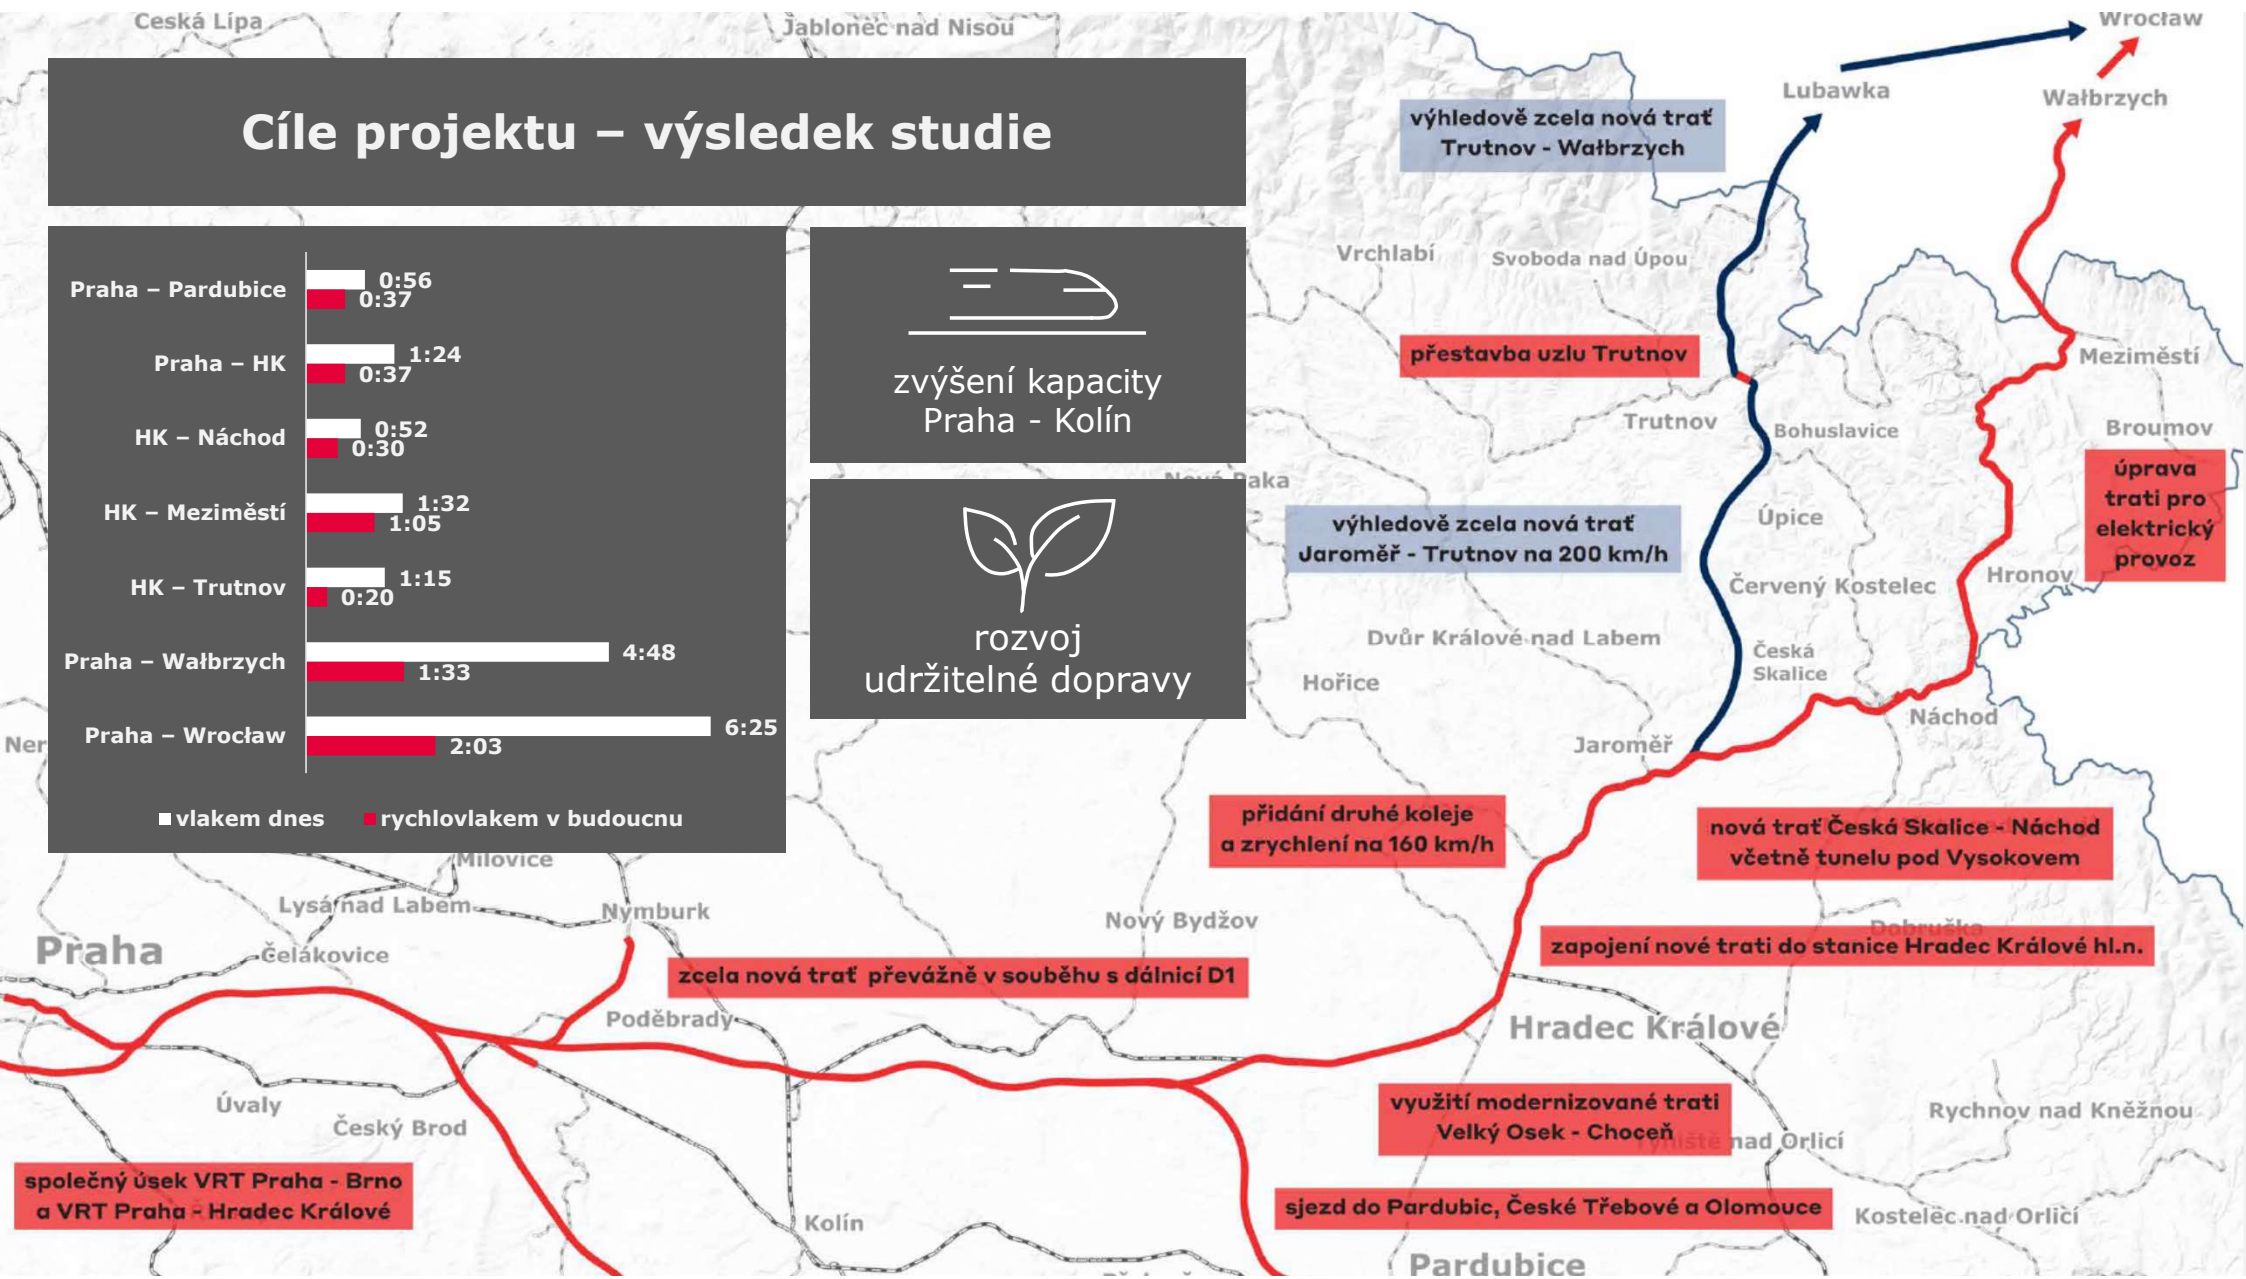 Cíle projektu – výsledek studie
Praha – Pardubice
0:56
0:37
Praha – HK
1:24
0:37
HK – Náchod
0:52
0:30
HK – Meziměstí
1:32
1:05
HK – Trutnov
1:15
0:20
Praha – Wałbrzych
4:48
1:33
Praha – Wrocław
6:25
2:03
vlakem dnes
rychlovlakem v budoucnu
zvýšení kapacity
Praha - Kolín
rozvoj
udržitelné dopravy
Česká Lípa
Jablonec nad Nisou
Wrocław
Lubawka
Wałbrzych
výhledově zcela nová trať
Trutnov - Wałbrzych
Vrchlabí
Svoboda nad Úpou
přestavba uzlu Trutnov
Meziměstí
Trutnov
Bohuslavice
Broumov
úprava
trati pro
elektrický
provoz
aka
výhledově zcela nová trať
Jaroměř - Trutnov na 200 km/h
Úpice
Červený Kostelec
Hronov
Dvůr Králové nad Labem
Česká
Skalice
Hořice
Náchod
Jaroměř
Ner
přidání druhé koleje
a zrychlení na 160 km/h
nová trať Česká Skalice - Náchod
včetně tunelu pod Vysokovem
Milovice
Lysá nad Labem
Nymburk
Nový Bydžov
Dobruška
Praha
Čelákovice
zapojení nové trati do stanice Hradec Králové hl.n.
zcela nová trať převážně v souběhu s dálnicí D1
Poděbrady
Hradec Králové
Úvaly
Český Brod
využití modernizované trati
Velký Osek - Choceň
Rychnov nad Kněžnou
nad Orlicí
společný úsek VRT Praha - Brno
a VRT Praha - Hradec Králové
sjezd do Pardubic, České Třebové a Olomouce
Kolín
Kostelec nad Orlicí
Pardubice